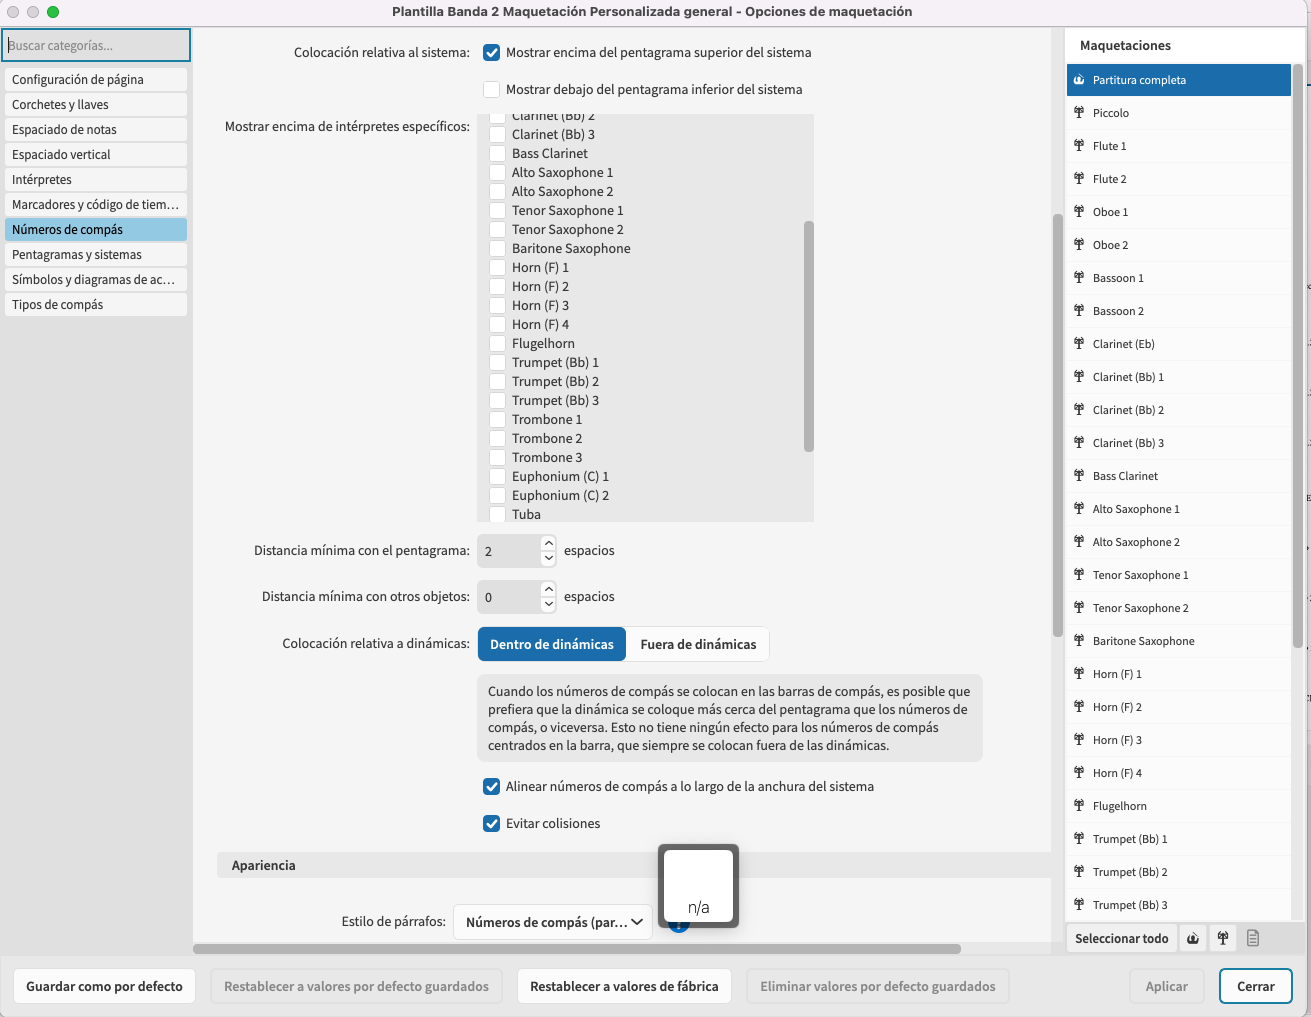 Plantilla Banda 2 Maquetación Personalizada general - Opciones de maquetación
Buscar categorías...
Configuración de página
Corchetes y llaves
Espaciado de notas
Espaciado vertical
Intérpretes
Marcadores y código de tiem...
Números de compás
Pentagramas y sistemas
Símbolos y diagramas de ac...
Tipos de compás
Colocación relativa al sistema:
Mostrar encima del pentagrama superior del sistema
Mostrar debajo del pentagrama inferior del sistema
Mostrar encima de intérpretes específicos:
Clarinet (Bb) 2
Clarinet (Bb) 3
Bass Clarinet
Alto Saxophone 1
Alto Saxophone 2
Tenor Saxophone 1
Tenor Saxophone 2
Baritone Saxophone
Horn (F) 1
Horn (F) 2
Horn (F) 3
Horn (F) 4
Flugelhorn
Trumpet (Bb) 1
Trumpet (Bb) 2
Trumpet (Bb) 3
Trombone 1
Trombone 2
Trombone 3
Euphonium (C) 1
Euphonium (C) 2
Tuba
Distancia mínima con el pentagrama: 2 espacios
Distancia mínima con otros objetos: 0 espacios
Colocación relativa a dinámicas: Dentro de dinámicas Fuera de dinámicas
Cuando los números de compás se colocan en las barras de compás, es posible que
prefiera que la dinámica se coloque más cerca del pentagrama que los números de
compás, o viceversa. Esto no tiene ningún efecto para los números de compás
centrados en la barra, que siempre se colocan fuera de las dinámicas.
Alinear números de compás a lo largo de la anchura del sistema
Evitar colisiones
Apariencia
Estilo de párrafos: Números de compás (par...
n/a
Maquetaciones
Partitura completa
Piccolo
Flute 1
Flute 2
Oboe 1
Oboe 2
Bassoon 1
Bassoon 2
Clarinet (Eb)
Clarinet (Bb) 1
Clarinet (Bb) 2
Clarinet (Bb) 3
Bass Clarinet
Alto Saxophone 1
Alto Saxophone 2
Tenor Saxophone 1
Tenor Saxophone 2
Baritone Saxophone
Horn (F) 1
Horn (F) 2
Horn (F) 3
Horn (F) 4
Flugelhorn
Trumpet (Bb) 1
Trumpet (Bb) 2
Trumpet (Bb) 3
Seleccionar todo
Guardar como por defecto
Restablecer a valores por defecto guardados
Restablecer a valores de fábrica
Eliminar valores por defecto guardados
Aplicar
Cerrar